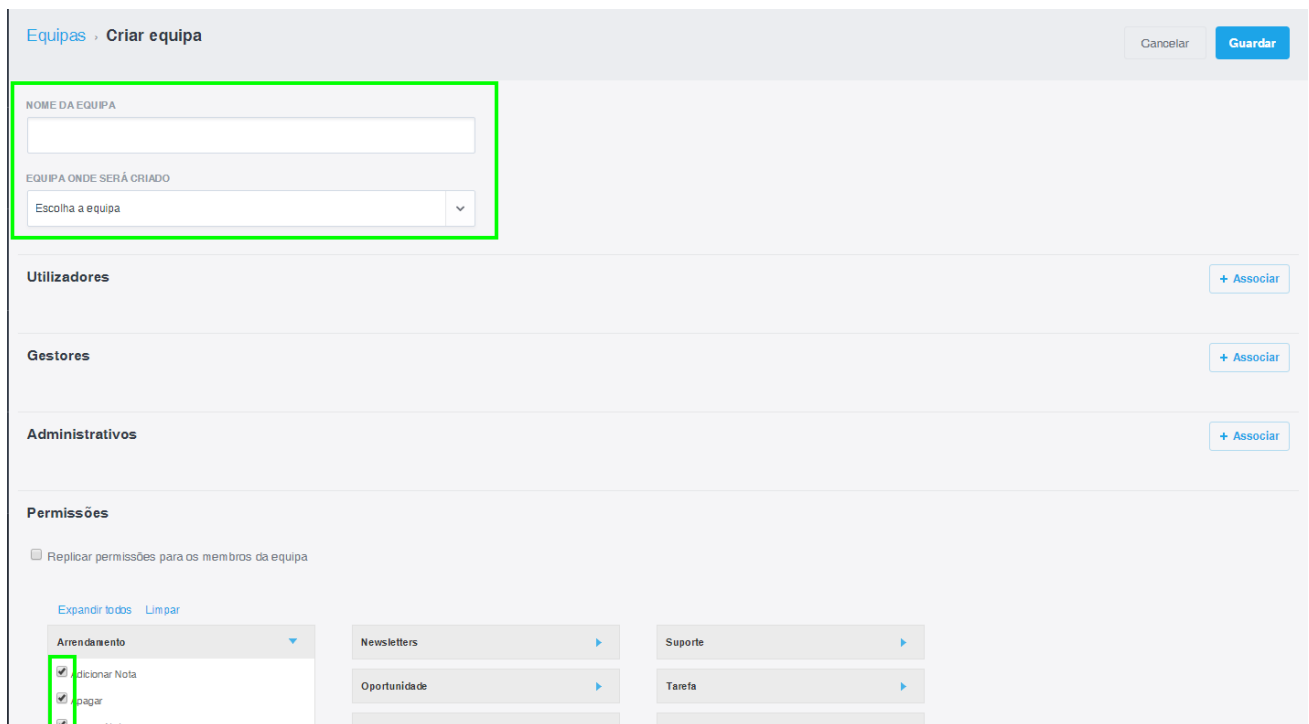 Equipas › Criar equipa
Cancelar
Guardar
NOME DA EQUIPA
EQUIPA ONDE SERÁ CRIADO
Escolha a equipa
Utilizadores
+ Associar
Gestores
+ Associar
Administrativos
+ Associar
Permissões
Replicar permissões para os membros da equipa
Expandir todos Limpar
Arrendamento
Newsletters
Suporte
Adicionar Nota
Oportunidade
Tarefa
Apagar